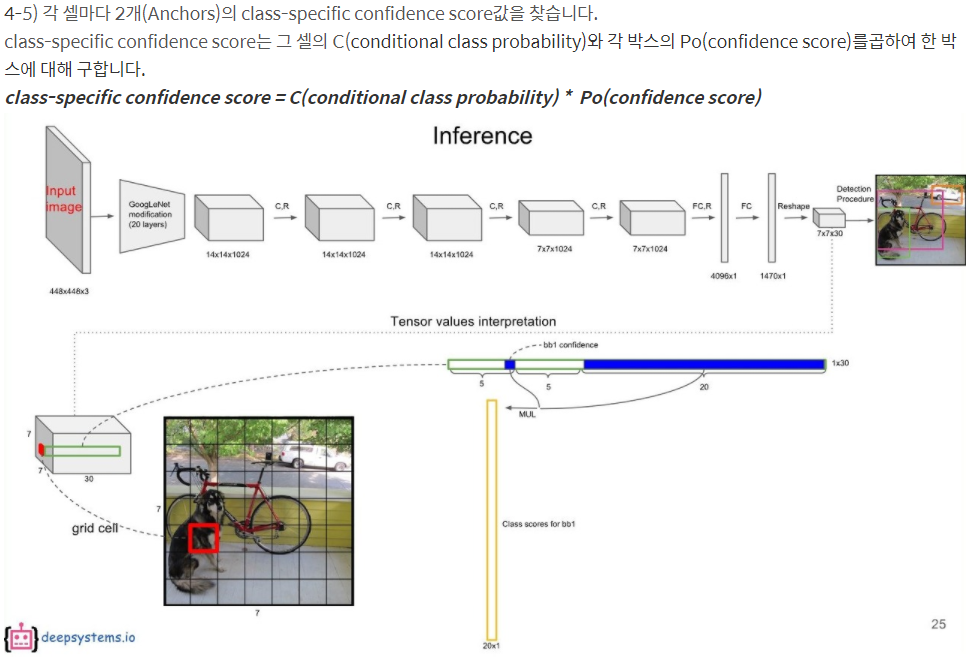 4-5) 각 셀마다 2개(Anchors)의 class-specific confidence score값을 찾습니다.
class-specific confidence score는 그 셀의 C(conditional class probability)와 각 박스의 Po(confidence score)를곱하여 한 박
스에 대해 구합니다.
class-specific confidence score = C(conditional class probability) * Po(confidence score)
Inference
Input
image
GoogLeNet
modification
(20 layers)
C,R
C,R
C,R
C,R
FC,R
FC
Reshape
Detection
Procedure
448x448x3
14x14x1024
14x14x1024
14x14x1024
7x7x1024
7x7x1024
4096x1
1470x1
7x7x30
Tensor values interpretation
bb1 confidence
1x30
5
5
20
MUL
7
7
30
grid cell
7
7
Class scores for bb1
20x1
deepsystems.io
25